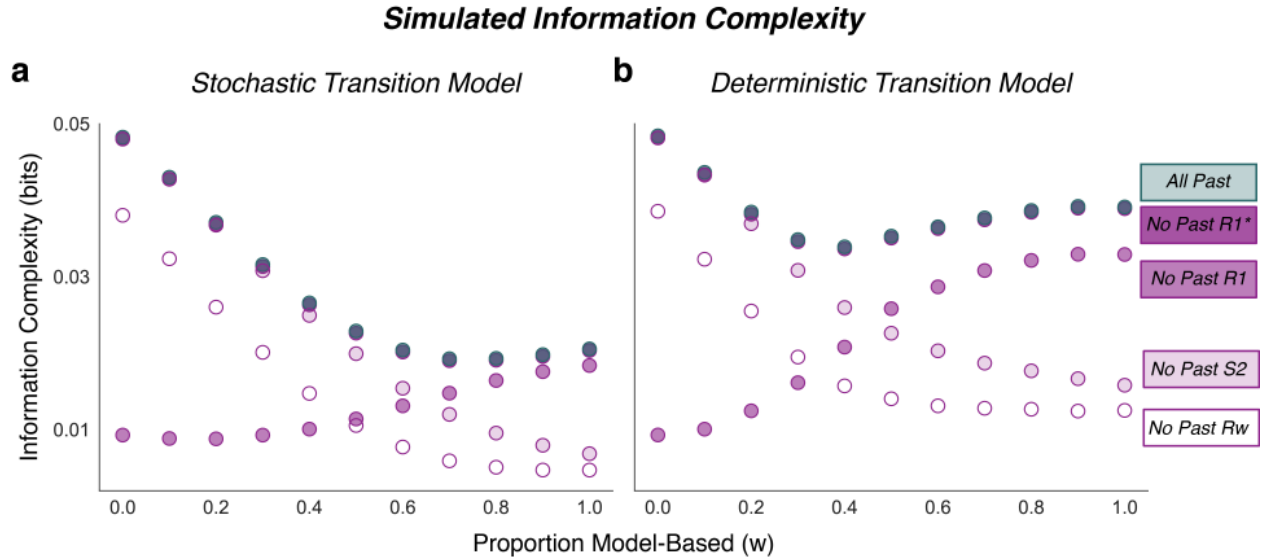 Simulated Information Complexity
a
Stochastic Transition Model
b
Deterministic Transition Model
Information Complexity (bits)
0.05
0.03
0.01
0.0 0.2 0.4 0.6 0.8 1.0
0.0 0.2 0.4 0.6 0.8 1.0
Proportion Model-Based (w)
All Past
No Past R1*
No Past R1
No Past S2
No Past Rw